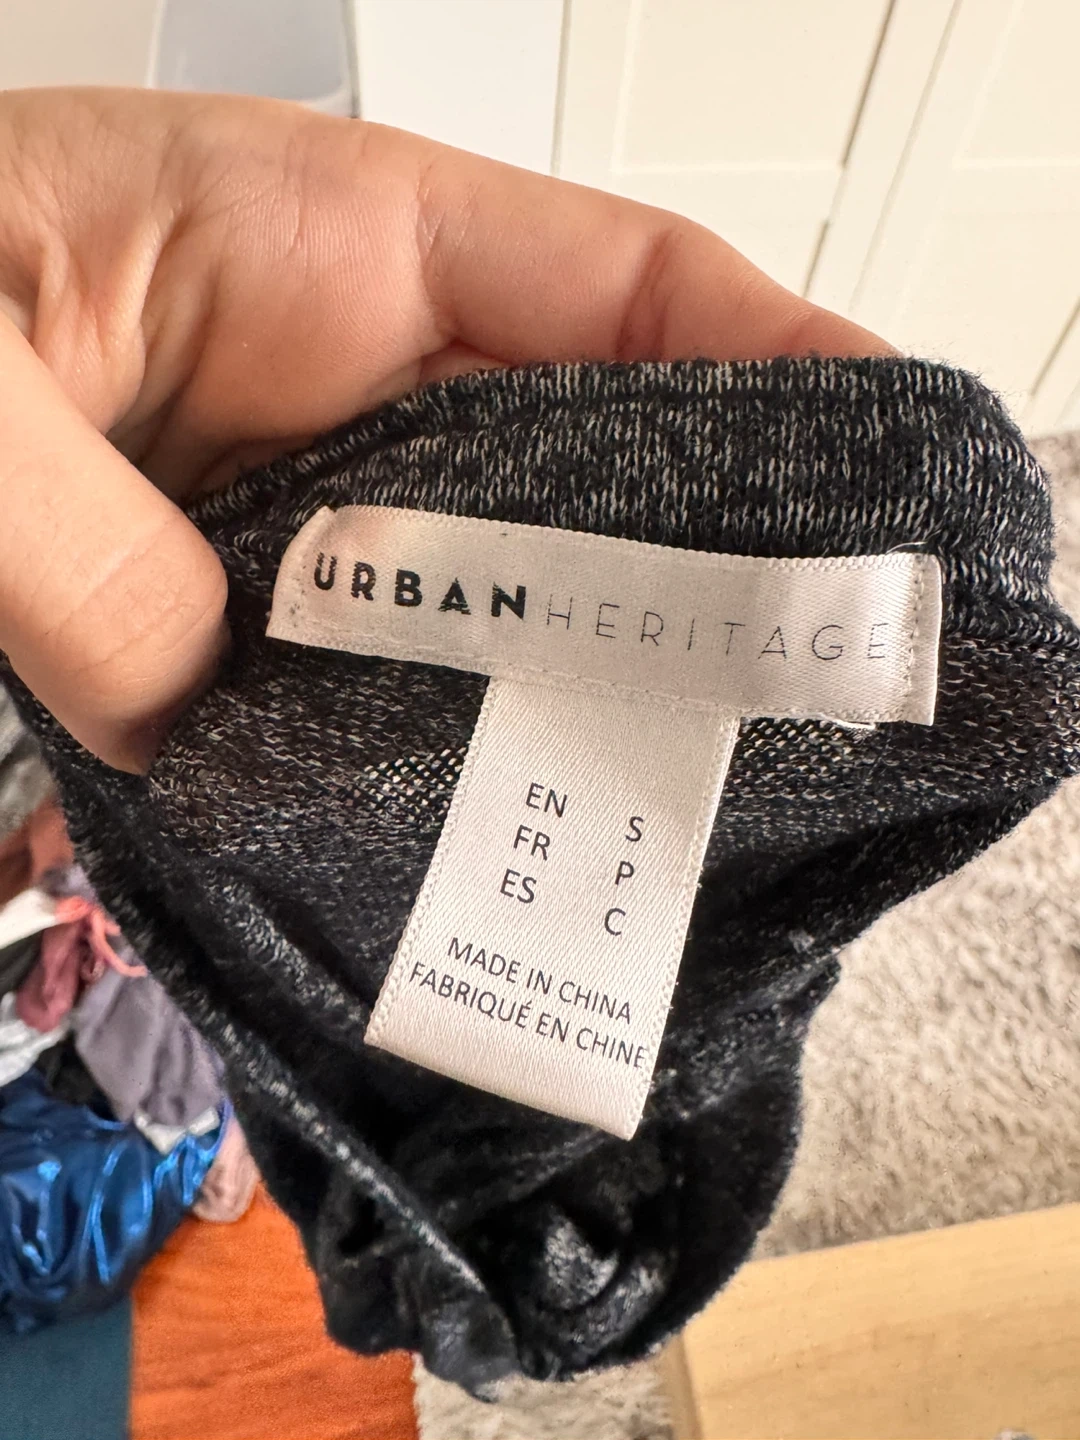 URBANHERITAGE
EN S
FR P
ES C
MADE IN CHINA
FABRIQUÉ EN CHINE